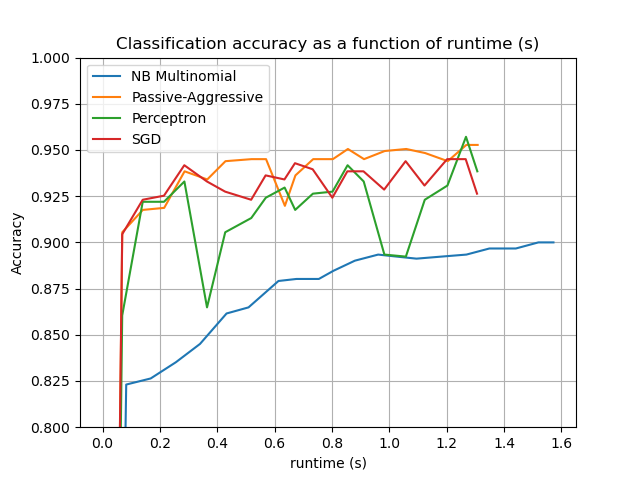 Classification accuracy as a function of runtime (s)
1.000
0.975
0.950
0.925
0.900
0.875
0.850
0.825
0.800
Accuracy
NB Multinomial
Passive-Aggressive
Perceptron
SGD
0.0 0.2 0.4 0.6 0.8 1.0 1.2 1.4 1.6
runtime (s)